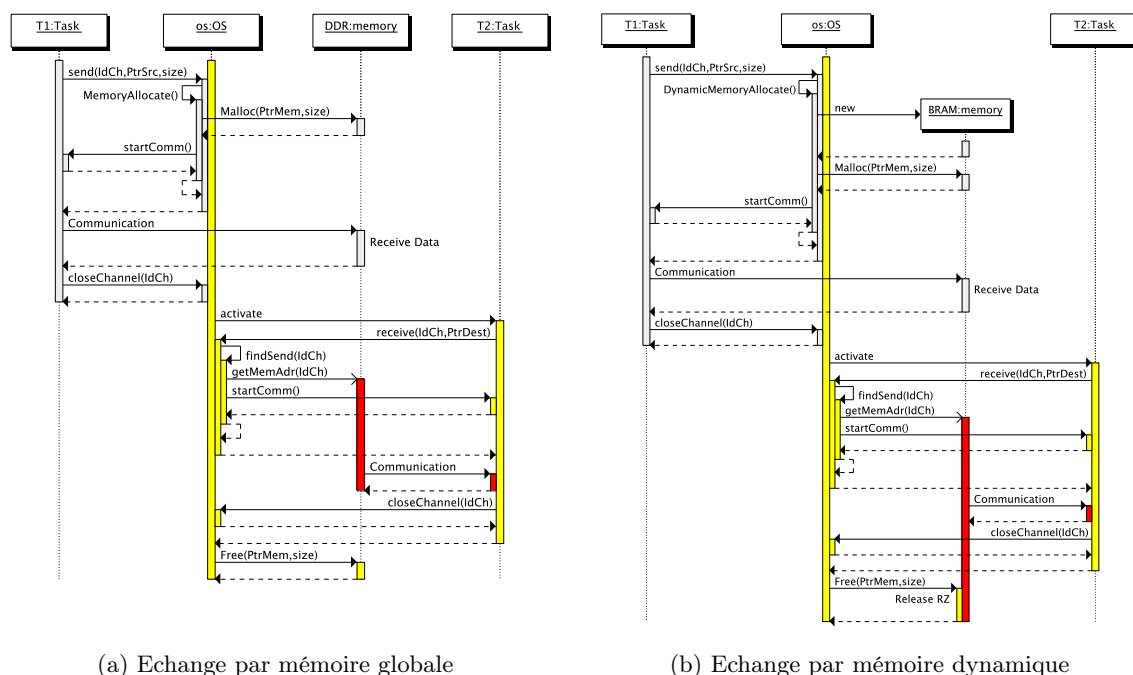 T1:Task
os:OS
DDR:memory
T2:Task
send(IdCh,PtrSrc,size)
MemoryAllocate()
Malloc(PtrMem,size)
startComm()
Communication
Receive Data
closeChannel(IdCh)
activate
receive(IdCh,PtrDest)
findSend(IdCh)
getMemAdr(IdCh)
startComm()
Communication
closeChannel(IdCh)
Free(PtrMem,size)
(a) Echange par mémoire globale
T1:Task
os:OS
T2:Task
send(IdCh,PtrSrc,size)
DynamicMemoryAllocate()
new
BRAM:memory
Malloc(PtrMem,size)
startComm()
Communication
Receive Data
closeChannel(IdCh)
activate
receive(IdCh,PtrDest)
findSend(IdCh)
getMemAdr(IdCh)
startComm()
Communication
closeChannel(IdCh)
Free(PtrMem,size)
Release RZ
(b) Echange par mémoire dynamique